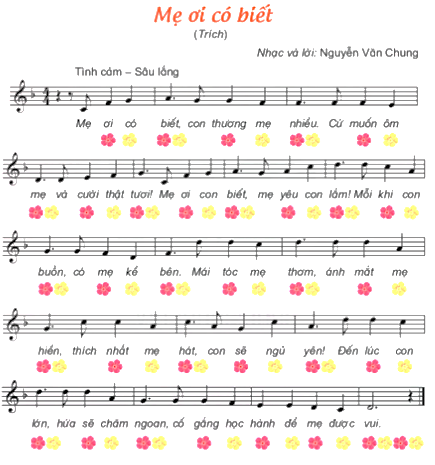 Mẹ ơi có biết
(Trích)
Nhạc và lời: Nguyễn Văn Chung
Tình cảm – Sâu lắng
4
4
Mẹ ơi có biết, con thương mẹ nhiều. Cứ muốn ôm
mẹ và cười thật tươi! Mẹ ơi con biết, mẹ yêu con lắm! Mỗi khi con
buồn, có mẹ kề bên. Mái tóc mẹ thơm, ánh mắt mẹ
hiền, thích nhất mẹ hát, con sẽ ngủ yên! Đến lúc con
lớn, hứa sẽ chăm ngoan, cố gắng học hành để mẹ được vui.